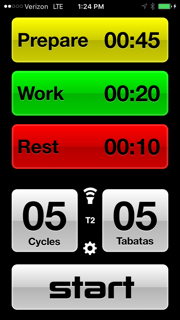 Verizon LTE 1:24 PM
Prepare 00:45
Work 00:20
Rest 00:10
05 05
T2
Cycles Tabatas
start